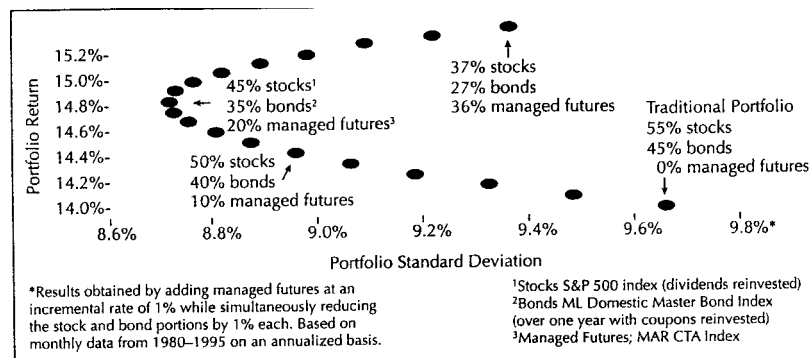 Portfolio Return
15.2%-
15.0%-
14.8%-
14.6%-
14.4%-
14.2%-
14.0%-
45% stocks¹
35% bonds²
20% managed futures³
37% stocks
27% bonds
36% managed futures
Traditional Portfolio
55% stocks
45% bonds
0% managed futures
50% stocks
40% bonds
10% managed futures
8.6% 8.8% 9.0% 9.2% 9.4% 9.6% 9.8%*
Portfolio Standard Deviation
*Results obtained by adding managed futures at an
incremental rate of 1% while simultaneously reducing
the stock and bond portions by 1% each. Based on
monthly data from 1980–1995 on an annualized basis.
¹Stocks S&P 500 index (dividends reinvested)
²Bonds ML Domestic Master Bond Index
(over one year with coupons reinvested)
³Managed Futures; MAR CTA Index